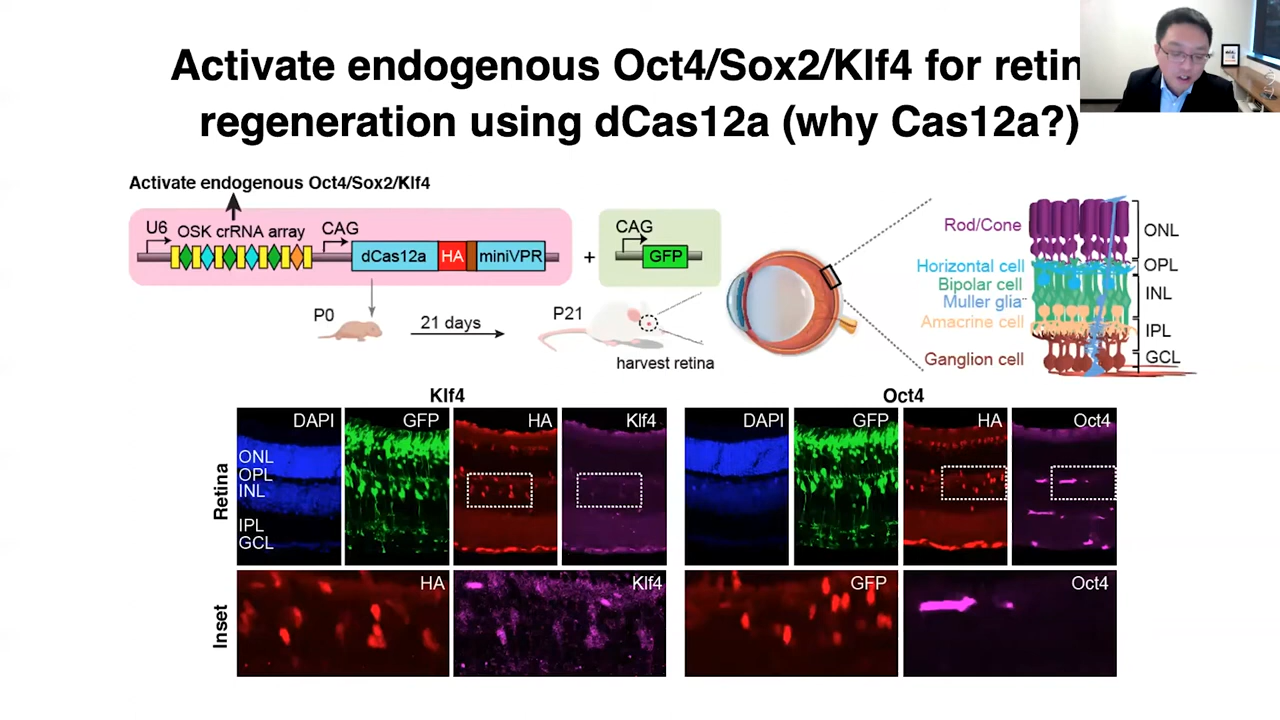 Activate endogenous Oct4/Sox2/Klf4 for retin
regeneration using dCas12a (why Cas12a?)
Activate endogenous Oct4/Sox2/Klf4
U6
OSK crRNA array
CAG
dCas12a
HA
miniVPR
+
CAG
GFP
P0
21 days
P21
harvest retina
Rod/Cone
Horizontal cell
Bipolar cell
Muller glia
Amacrine cell
Ganglion cell
ONL
OPL
INL
IPL
GCL
Klf4
Oct4
Retina
DAPI
GFP
HA
Klf4
DAPI
GFP
HA
Oct4
ONL
OPL
INL
IPL
GCL
Inset
HA
Klf4
GFP
Oct4